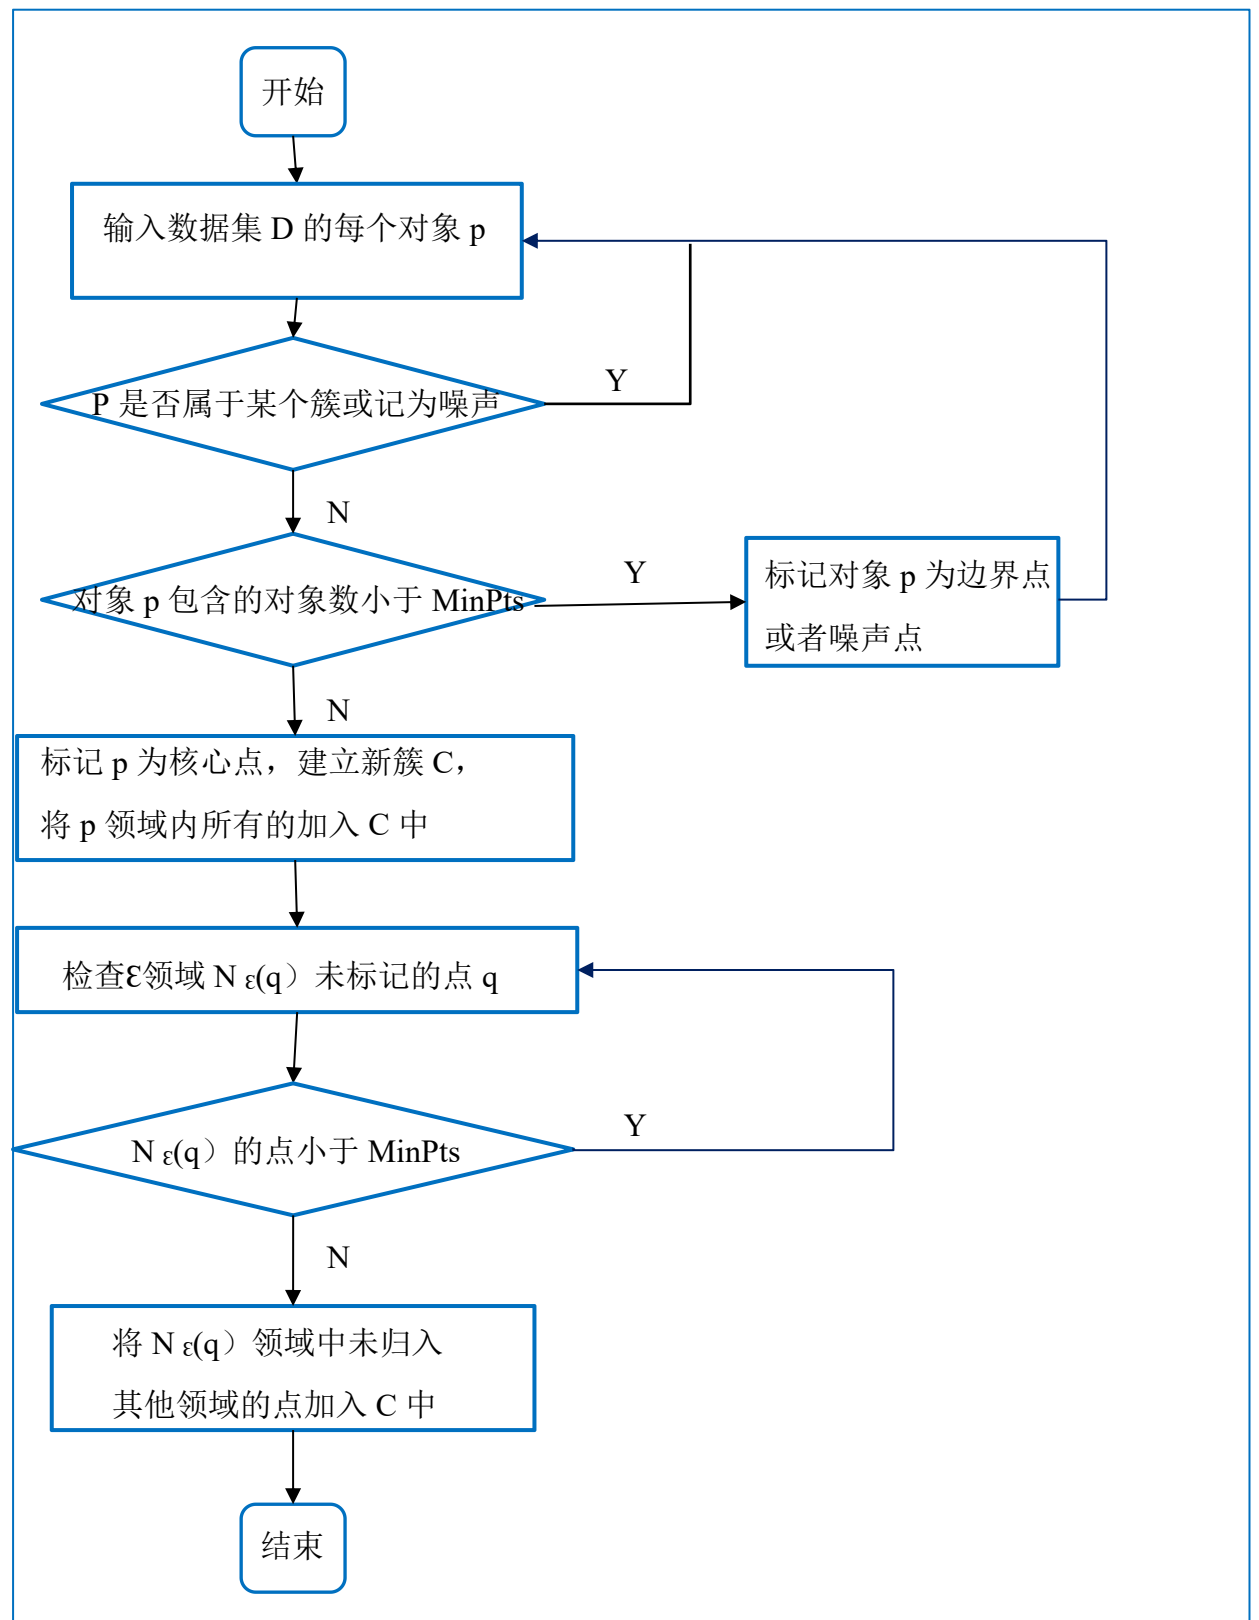 开始
输入数据集 D 的每个对象 p
P 是否属于某个簇或记为噪声
Y
N
对象 p 包含的对象数小于 MinPts
Y
标记对象 p 为边界点
或者噪声点
N
标记 p 为核心点，建立新簇 C，
将 p 领域内所有的加入 C 中
检查Ɛ领域 N ε(q）未标记的点 q
N ε(q）的点小于 MinPts
Y
N
将 N ε(q）领域中未归入
其他领域的点加入 C 中
结束